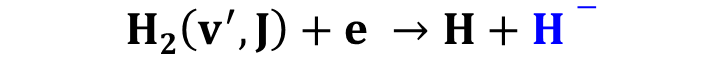 H₂(v′,J) + e → H + H⁻